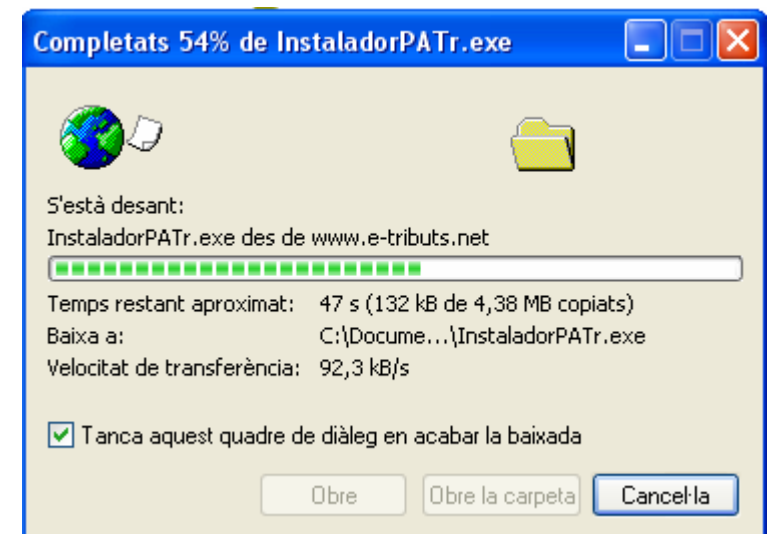 Completats 54% de InstaladorPATr.exe
S'està desant:
InstaladorPATr.exe des de www.e-tributs.net
Temps restant aproximat: 47 s (132 kB de 4,38 MB copiats)
Baixa a: C:\Docume...\InstaladorPATr.exe
Velocitat de transferència: 92,3 kB/s
Tanca aquest quadre de diàleg en acabar la baixada
Obre Obre la carpeta Cancel·la